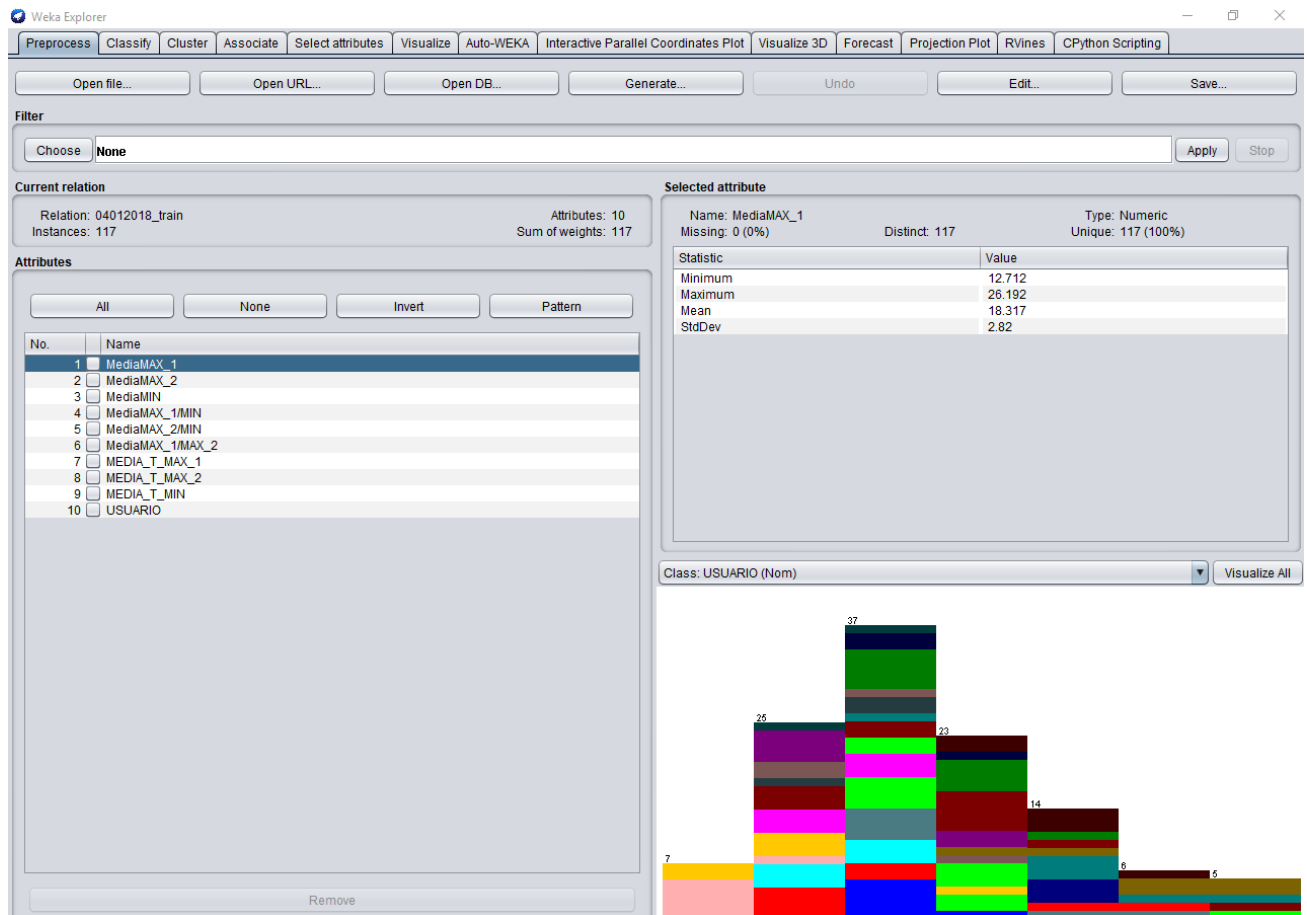 Weka Explorer
Preprocess Classify Cluster Associate Select attributes Visualize Auto-WEKA Interactive Parallel Coordinates Plot Visualize 3D Forecast Projection Plot RVines CPython Scripting
Open file... Open URL... Open DB... Generate... Undo Edit... Save...
Filter
Choose None Apply Stop
Current relation
Relation: 04012018_train Attributes: 10
Instances: 117 Sum of weights: 117
Attributes
All None Invert Pattern
No. Name
1 MediaMAX_1
2 MediaMAX_2
3 MediaMIN
4 MediaMAX_1/MIN
5 MediaMAX_2/MIN
6 MediaMAX_1/MAX_2
7 MEDIA_T_MAX_1
8 MEDIA_T_MAX_2
9 MEDIA_T_MIN
10 USUARIO
Remove
Selected attribute
Name: MediaMAX_1 Type: Numeric
Missing: 0 (0%) Distinct: 117 Unique: 117 (100%)
Statistic Value
Minimum 12.712
Maximum 26.192
Mean 18.317
StdDev 2.82
Class: USUARIO (Nom) Visualize All
37
25
23
14
7
6
5